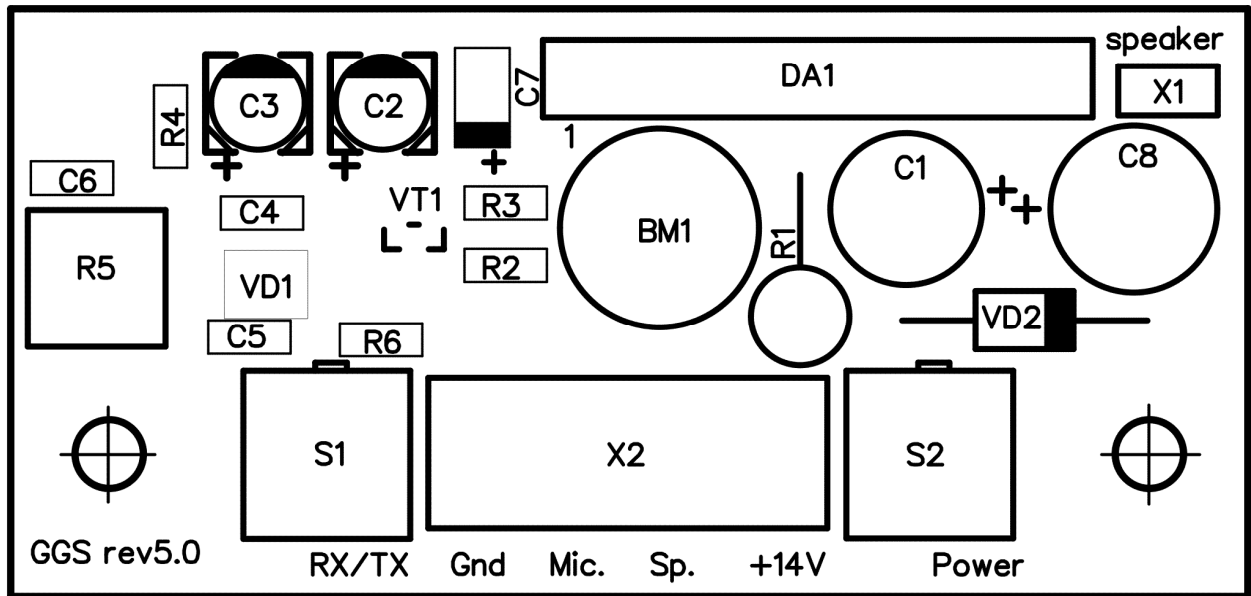 speaker
DA1
X1
C3
C2
C7
R4
1
+
+
+
C1
C8
C6
C4
VT1
R3
BM1
+
+
R5
VD1
R2
R1
VD2
C5
R6
S1
X2
S2
GGS rev5.0
RX/TX Gnd Mic. Sp. +14V Power